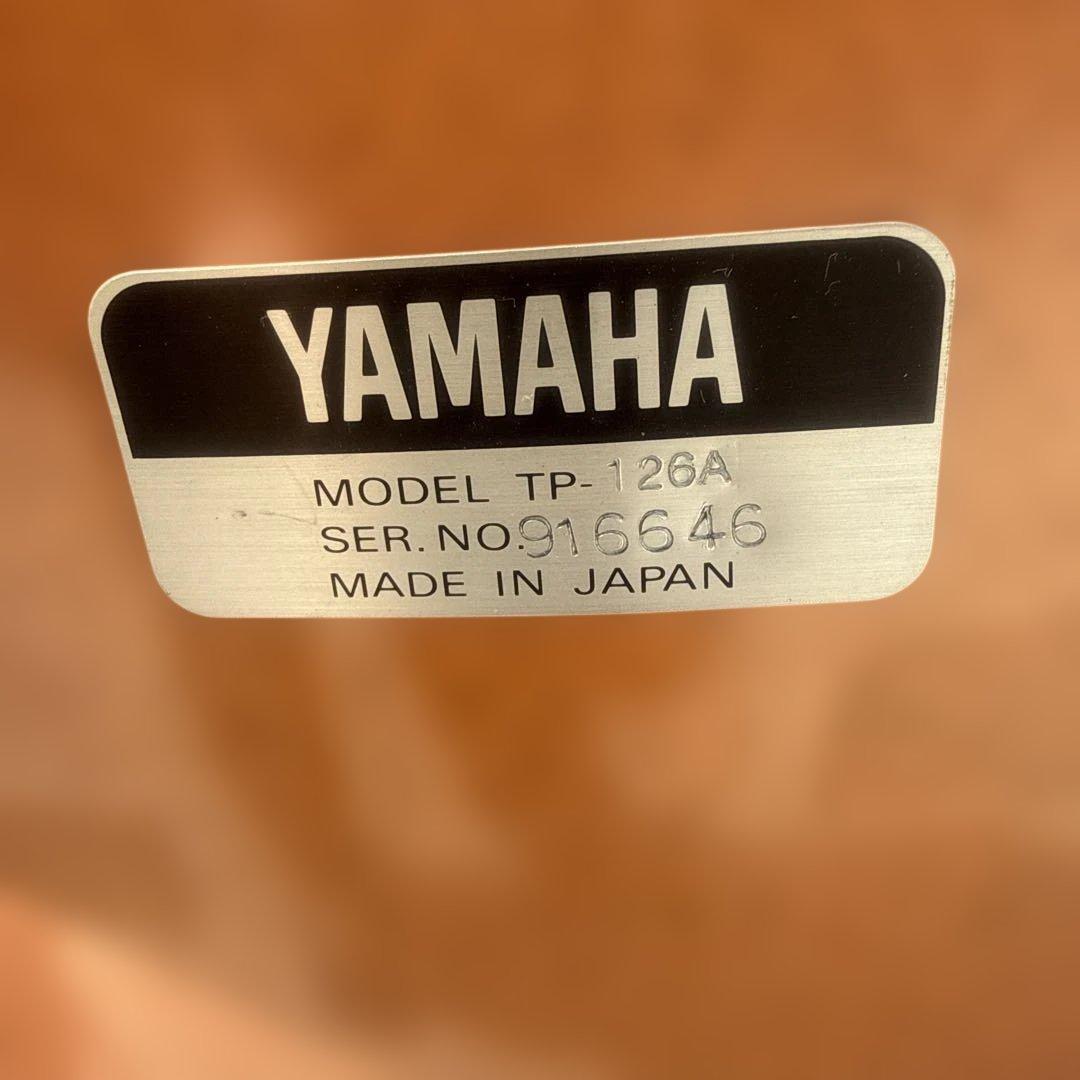 YAMAHA
MODEL TP-126A
SER. NO.916646
MADE IN JAPAN